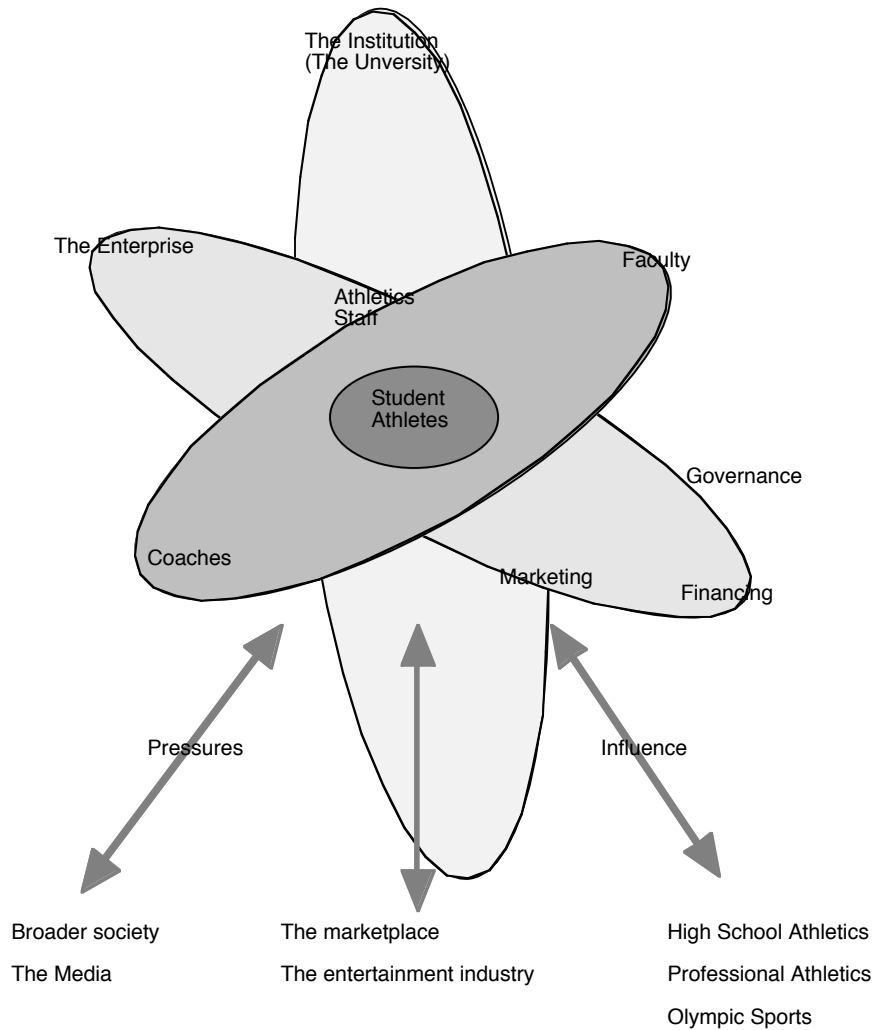 The Institution
(The Unversity)
The Enterprise
Faculty
Athletics
Staff
Student
Athletes
Governance
Coaches
Marketing
Financing
Pressures
Influence
Broader society
The marketplace
High School Athletics
The Media
The entertainment industry
Professional Athletics
Olympic Sports